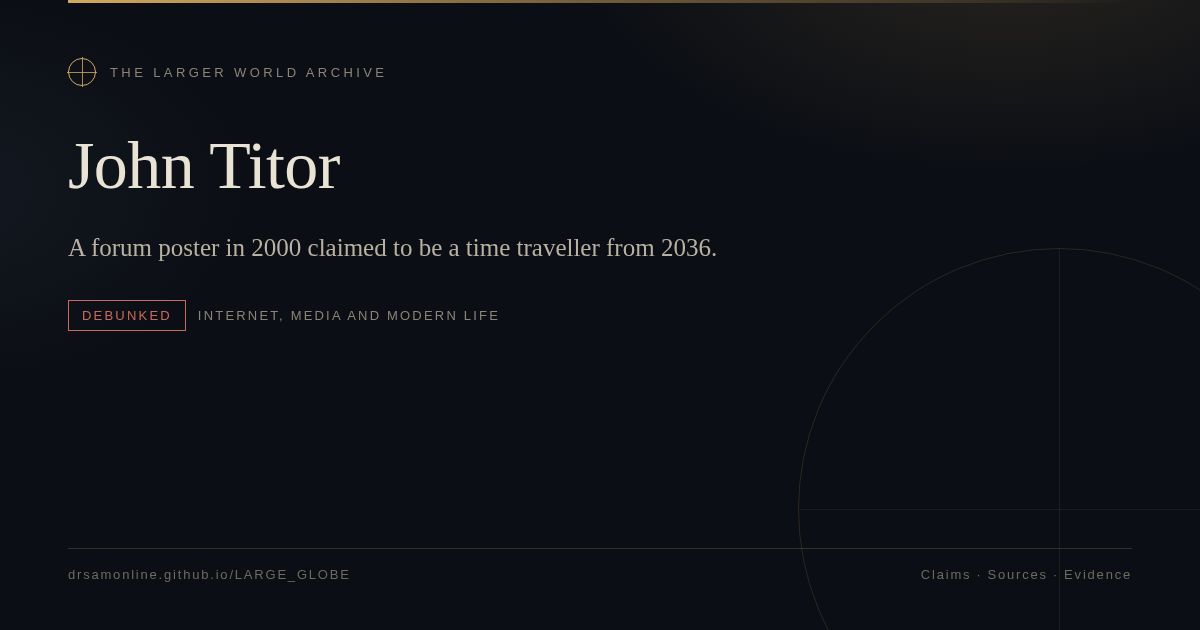 THE LARGER WORLD ARCHIVE
John Titor
A forum poster in 2000 claimed to be a time traveller from 2036.
DEBUNKED INTERNET, MEDIA AND MODERN LIFE
drsamonline.github.io/LARGE_GLOBE
Claims · Sources · Evidence